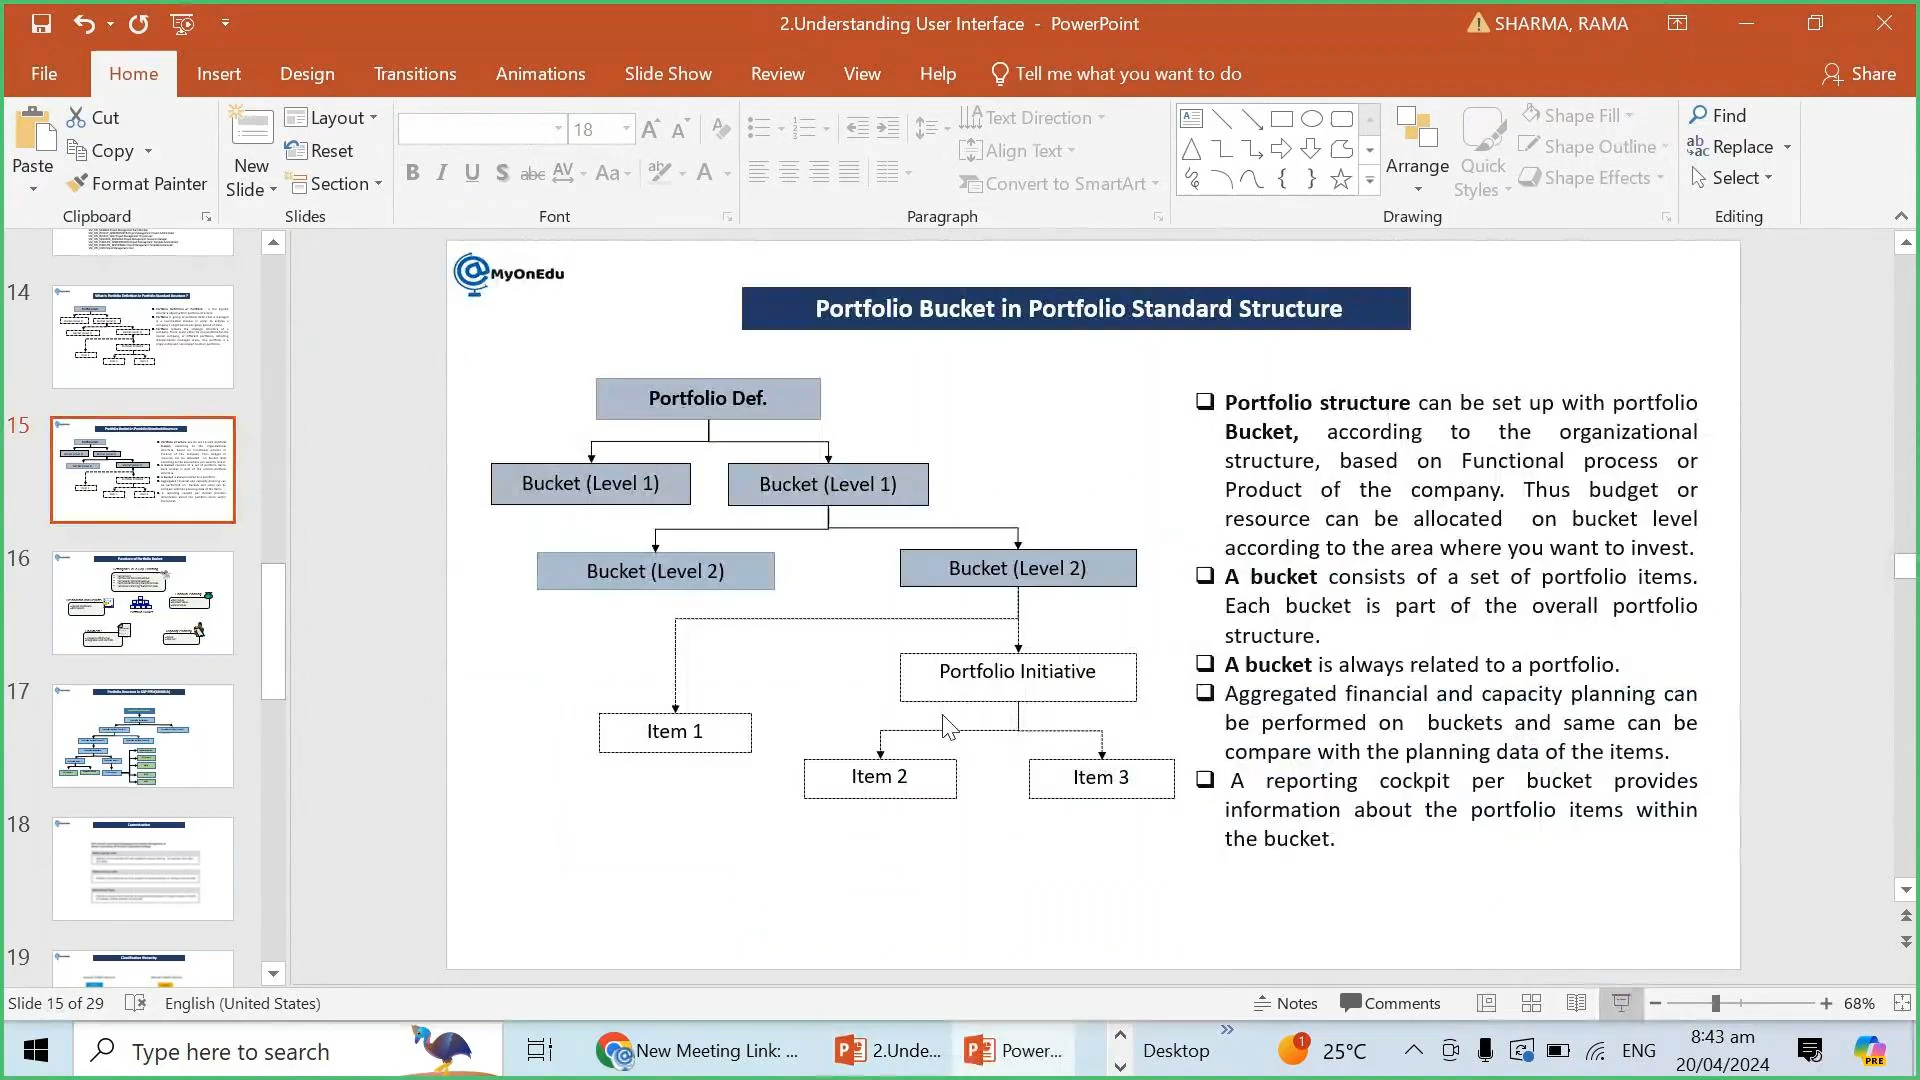 2.Understanding User Interface - PowerPoint
SHARMA, RAMA
File Home Insert Design Transitions Animations Slide Show Review View Help Tell me what you want to do Share
Paste
Cut
Copy
Format Painter
Clipboard
New Slide
Layout
Reset
Section
Slides
18
B I U S abc AV Aa A
Font
Text Direction
Align Text
Convert to SmartArt
Paragraph
Arrange
Quick Styles
Shape Fill
Shape Outline
Shape Effects
Drawing
Find
Replace
Select
Editing
14
15
16
17
18
19
@MyOnEdu
Portfolio Bucket in Portfolio Standard Structure
Portfolio Def.
Bucket (Level 1)
Bucket (Level 1)
Bucket (Level 2)
Bucket (Level 2)
Portfolio Initiative
Item 1
Item 2
Item 3
Portfolio structure can be set up with portfolio
Bucket, according to the organizational
structure, based on Functional process or
Product of the company. Thus budget or
resource can be allocated on bucket level
according to the area where you want to invest.
A bucket consists of a set of portfolio items.
Each bucket is part of the overall portfolio
structure.
A bucket is always related to a portfolio.
Aggregated financial and capacity planning can
be performed on buckets and same can be
compare with the planning data of the items.
A reporting cockpit per bucket provides
information about the portfolio items within
the bucket.
Slide 15 of 29
English (United States)
Notes
Comments
68%
Type here to search
New Meeting Link: ...
2.Unde...
Power...
Desktop
1
25°C
ENG
8:43 am
20/04/2024
PRE